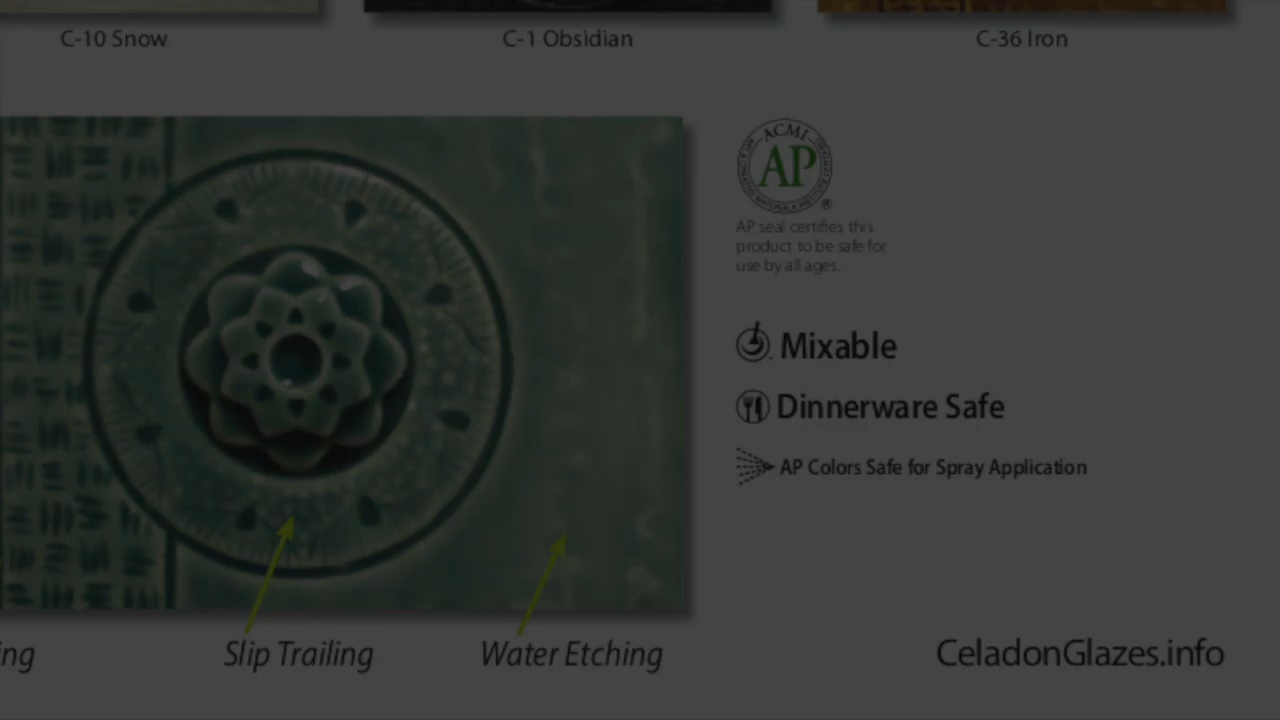 C-10 Snow
C-1 Obsidian
C-36 Iron
ACMI
AP
AP seal certifies this
product to be safe for
use by all ages.
Mixable
Dinnerware Safe
AP Colors Safe for Spray Application
ing
Slip Trailing
Water Etching
CeladonGlazes.info